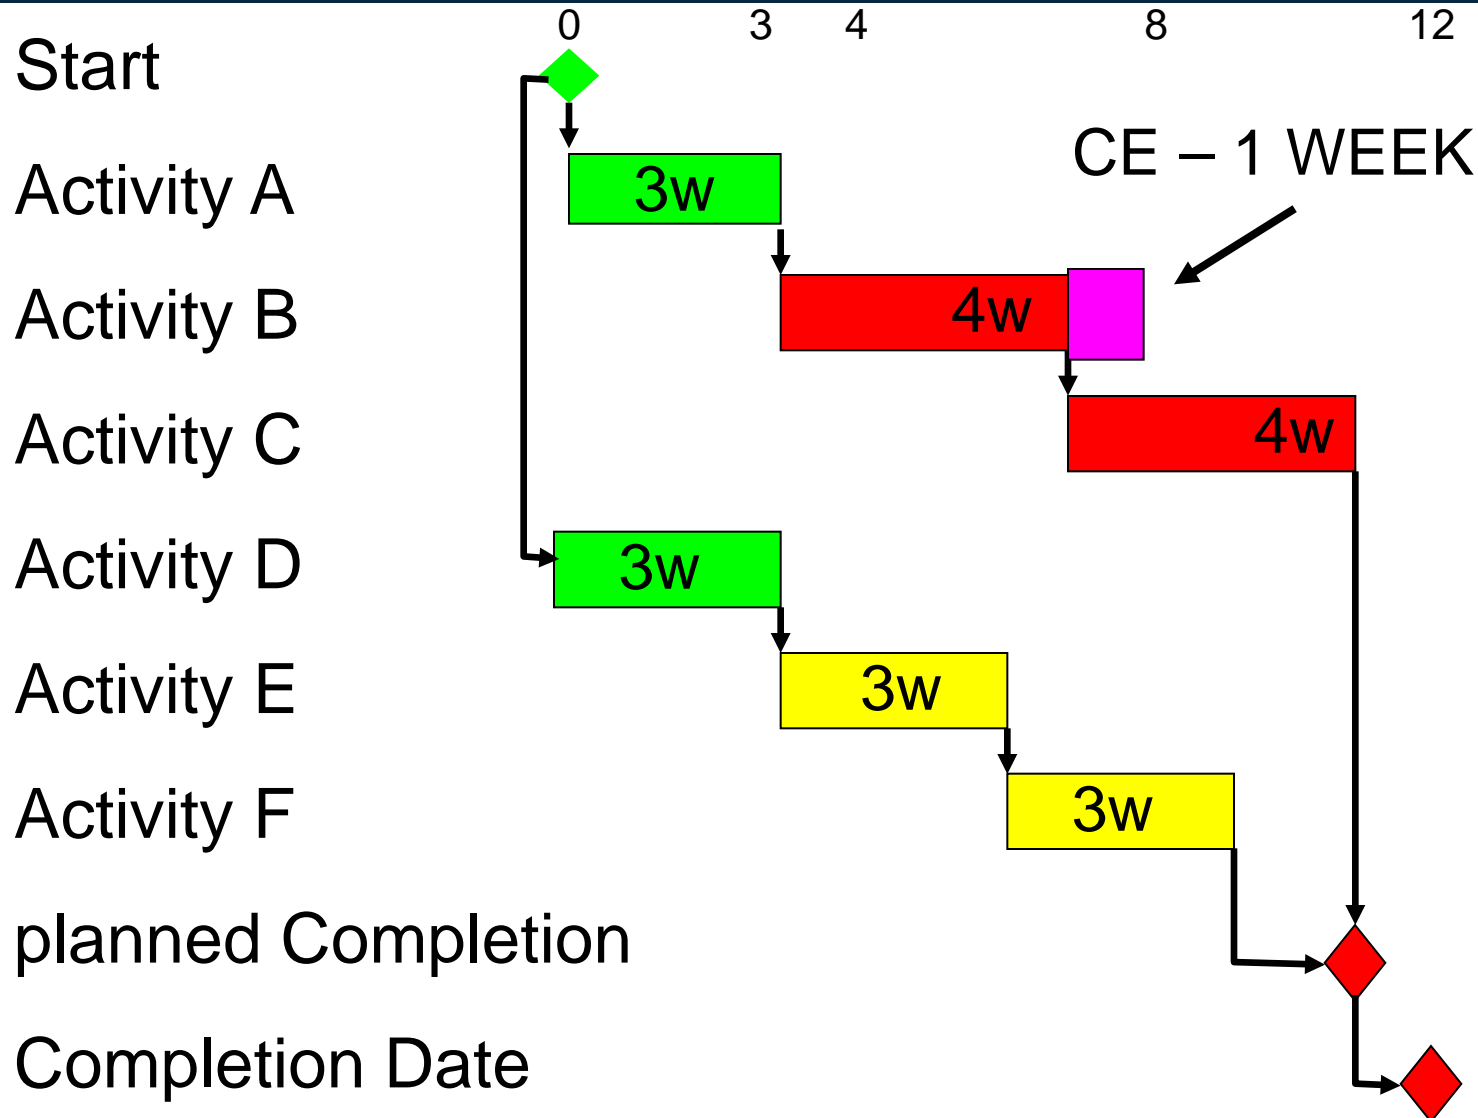 0 3 4 8 12
Start
CE – 1 WEEK
Activity A 3w
Activity B 4w
Activity C 4w
Activity D 3w
Activity E 3w
Activity F 3w
planned Completion
Completion Date